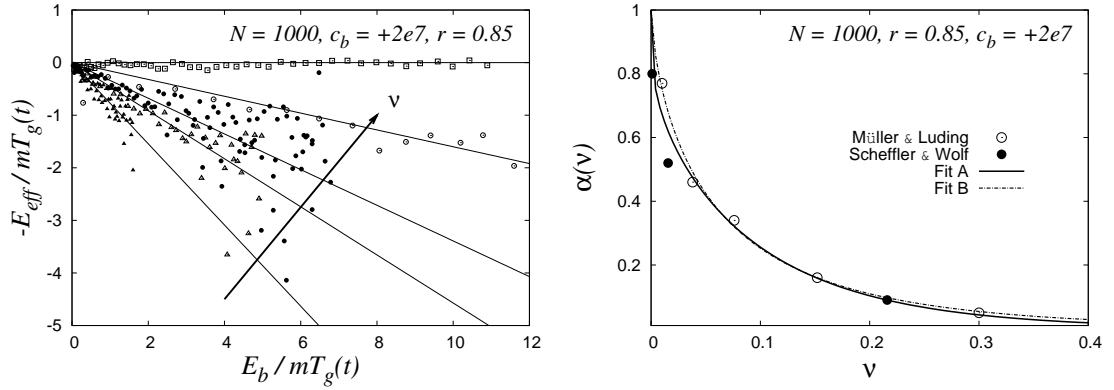 N = 1000, c_b = +2e7, r = 0.85
-E_eff / mT_g(t)
0
-1
-2
-3
-4
-5
ν
0 2 4 6 8 10 12
E_b / mT_g(t)
N = 1000, r = 0.85, c_b = +2e7
α(ν)
1
0.8
0.6
0.4
0.2
Müller & Luding
Scheffler & Wolf
Fit A
Fit B
0 0.1 0.2 0.3 0.4
ν